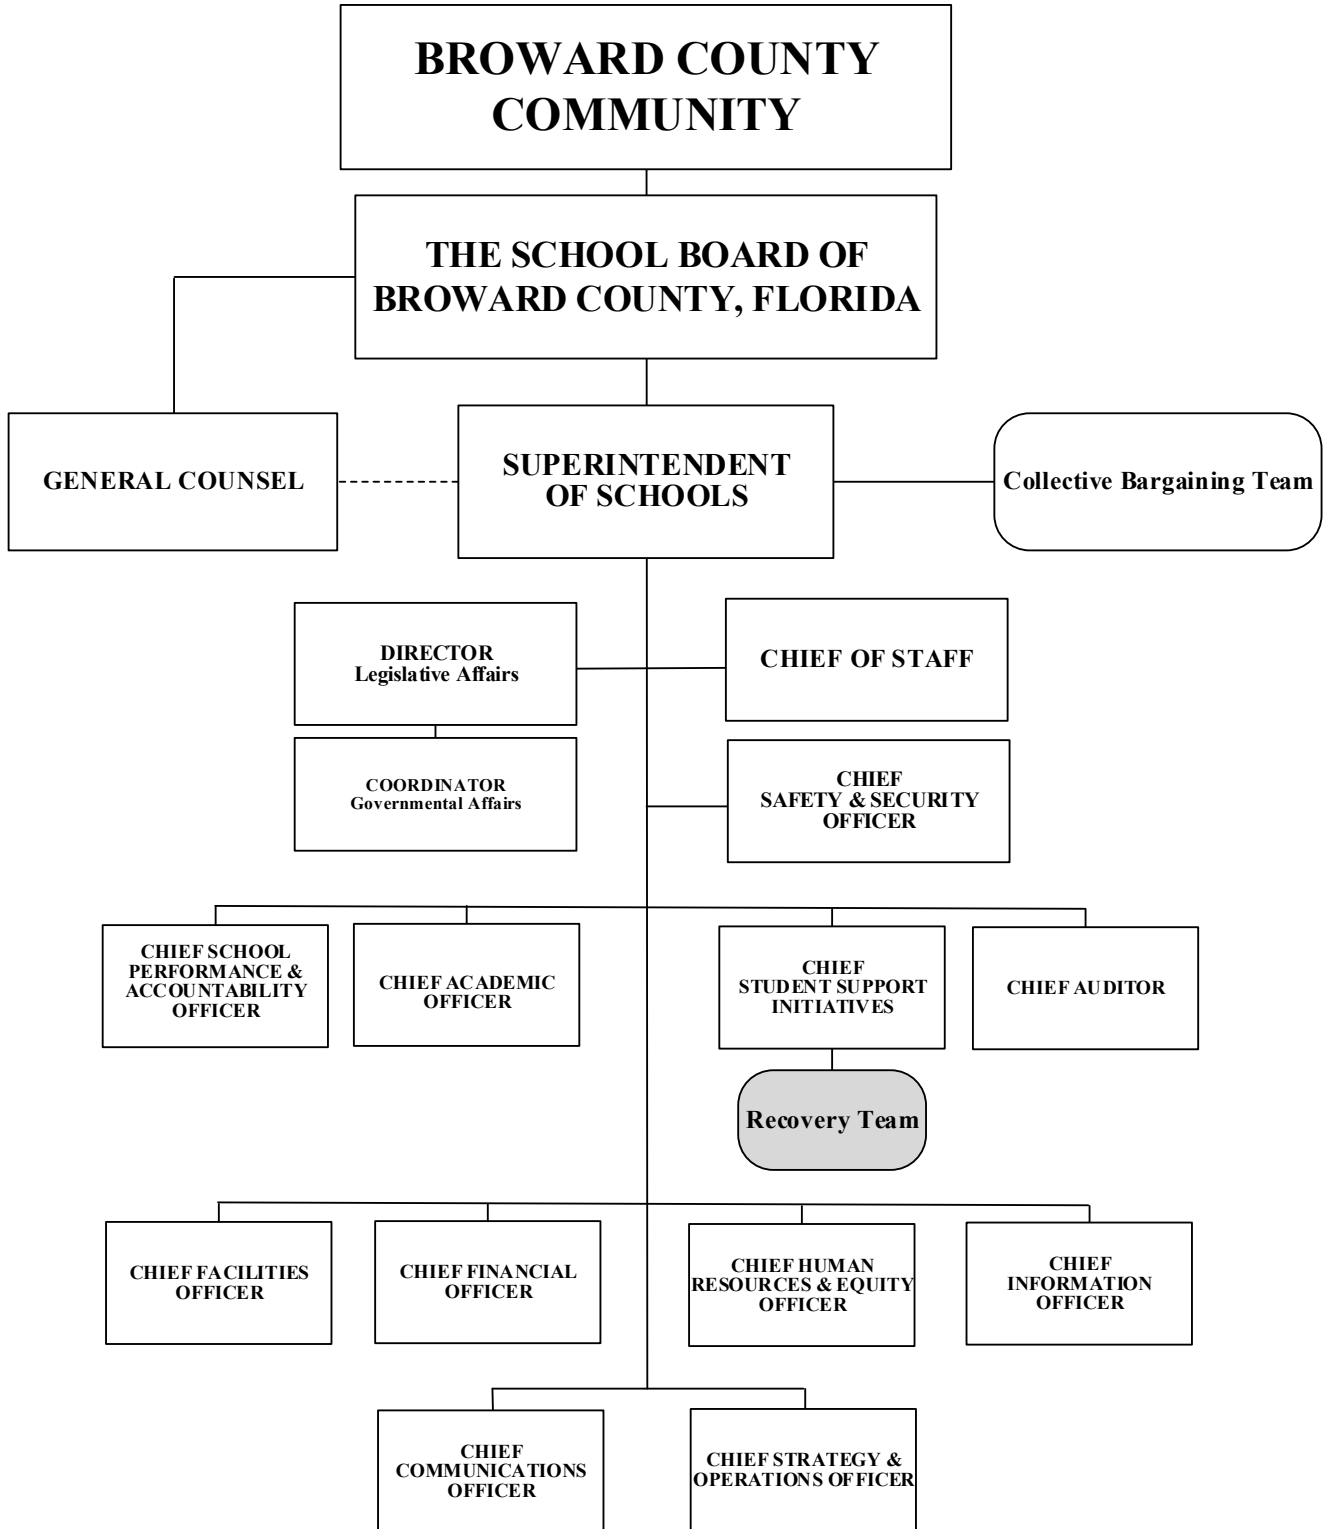 BROWARD COUNTY
COMMUNITY
THE SCHOOL BOARD OF
BROWARD COUNTY, FLORIDA
GENERAL COUNSEL
SUPERINTENDENT
OF SCHOOLS
Collective Bargaining Team
DIRECTOR
Legislative Affairs
CHIEF OF STAFF
COORDINATOR
Governmental Affairs
CHIEF
SAFETY & SECURITY
OFFICER
CHIEF SCHOOL
PERFORMANCE &
ACCOUNTABILITY
OFFICER
CHIEF ACADEMIC
OFFICER
CHIEF
STUDENT SUPPORT
INITIATIVES
CHIEF AUDITOR
Recovery Team
CHIEF FACILITIES
OFFICER
CHIEF FINANCIAL
OFFICER
CHIEF HUMAN
RESOURCES & EQUITY
OFFICER
CHIEF
INFORMATION
OFFICER
CHIEF
COMMUNICATIONS
OFFICER
CHIEF STRATEGY &
OPERATIONS OFFICER